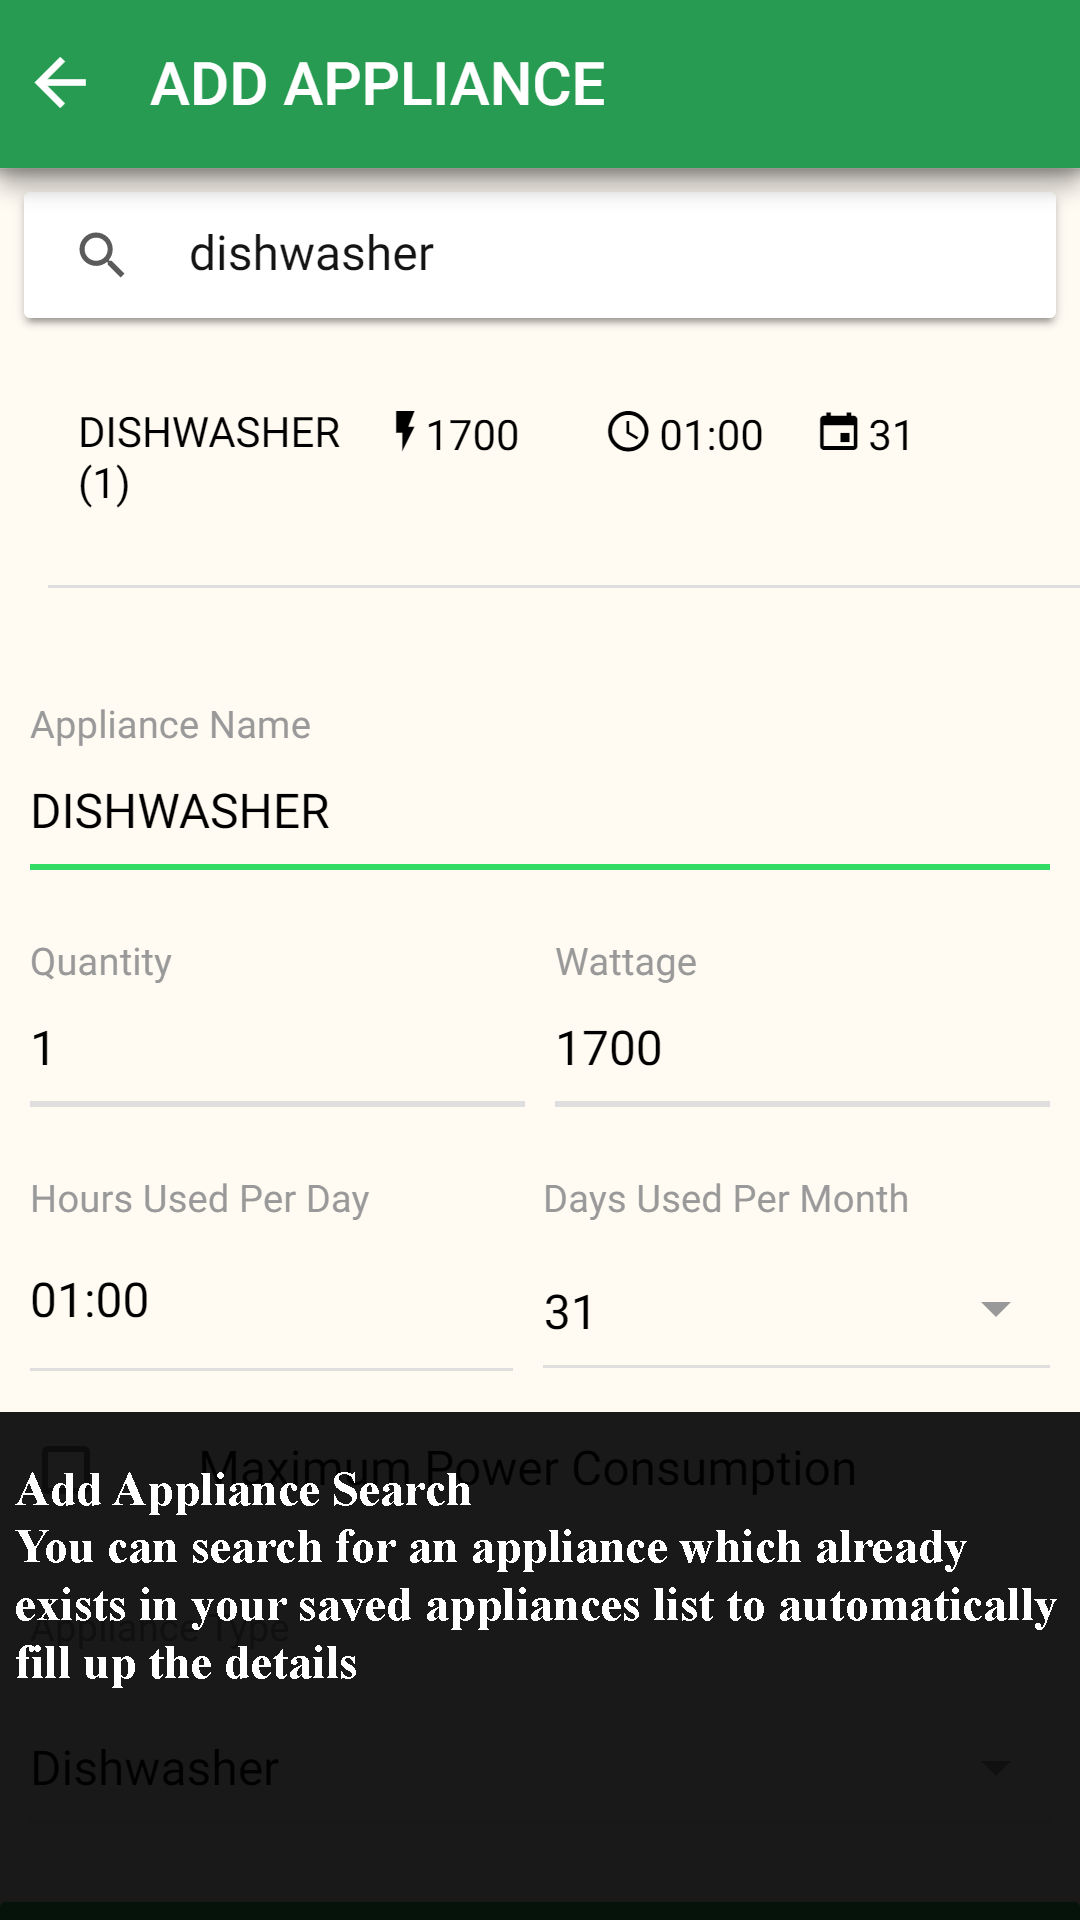 ADD APPLIANCE
dishwasher
DISHWASHER 1700 01:00 31
(1)
Appliance Name
DISHWASHER
Quantity Wattage
1 1700
Hours Used Per Day Days Used Per Month
01:00 31
Maximum Power Consumption
Add Appliance Search
You can search for an appliance which already
exists in your saved appliances list to automatically
Appliance Type
fill up the details
Dishwasher